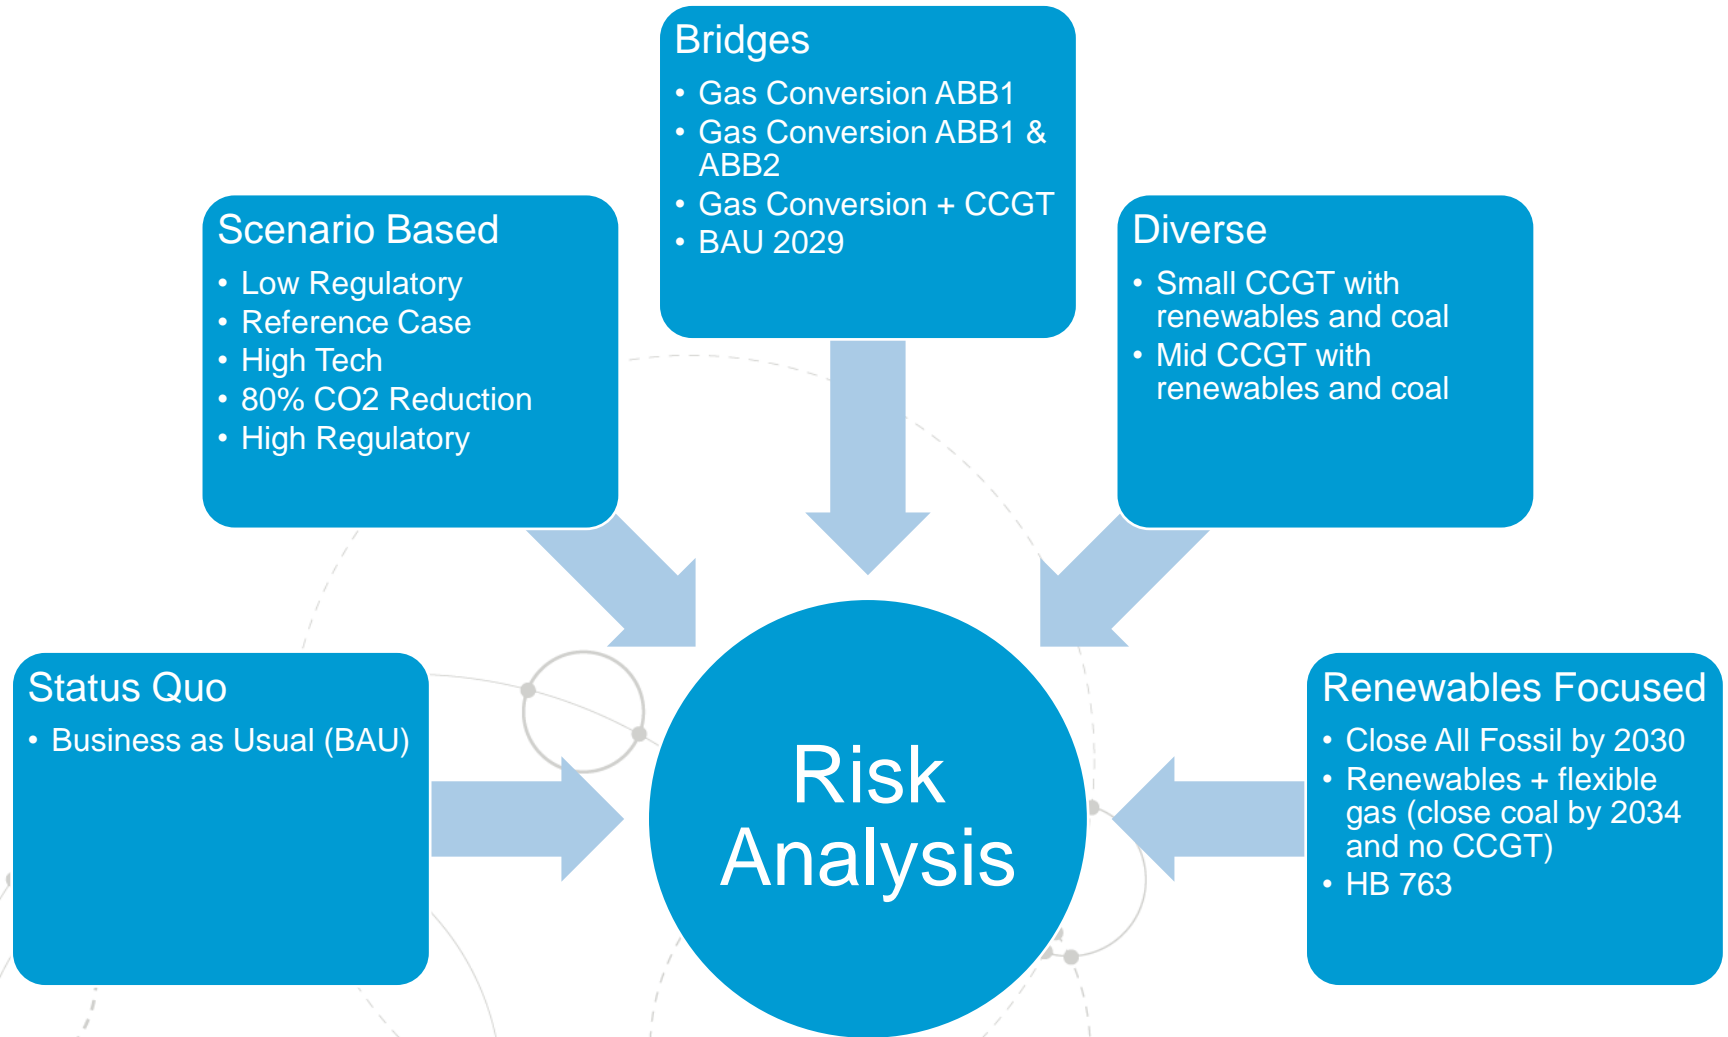 Bridges
• Gas Conversion ABB1
• Gas Conversion ABB1 &
ABB2
• Gas Conversion + CCGT
• BAU 2029
Scenario Based
• Low Regulatory
• Reference Case
• High Tech
• 80% CO2 Reduction
• High Regulatory
Diverse
• Small CCGT with
renewables and coal
• Mid CCGT with
renewables and coal
Status Quo
• Business as Usual (BAU)
Risk
Analysis
Renewables Focused
• Close All Fossil by 2030
• Renewables + flexible
gas (close coal by 2034
and no CCGT)
• HB 763